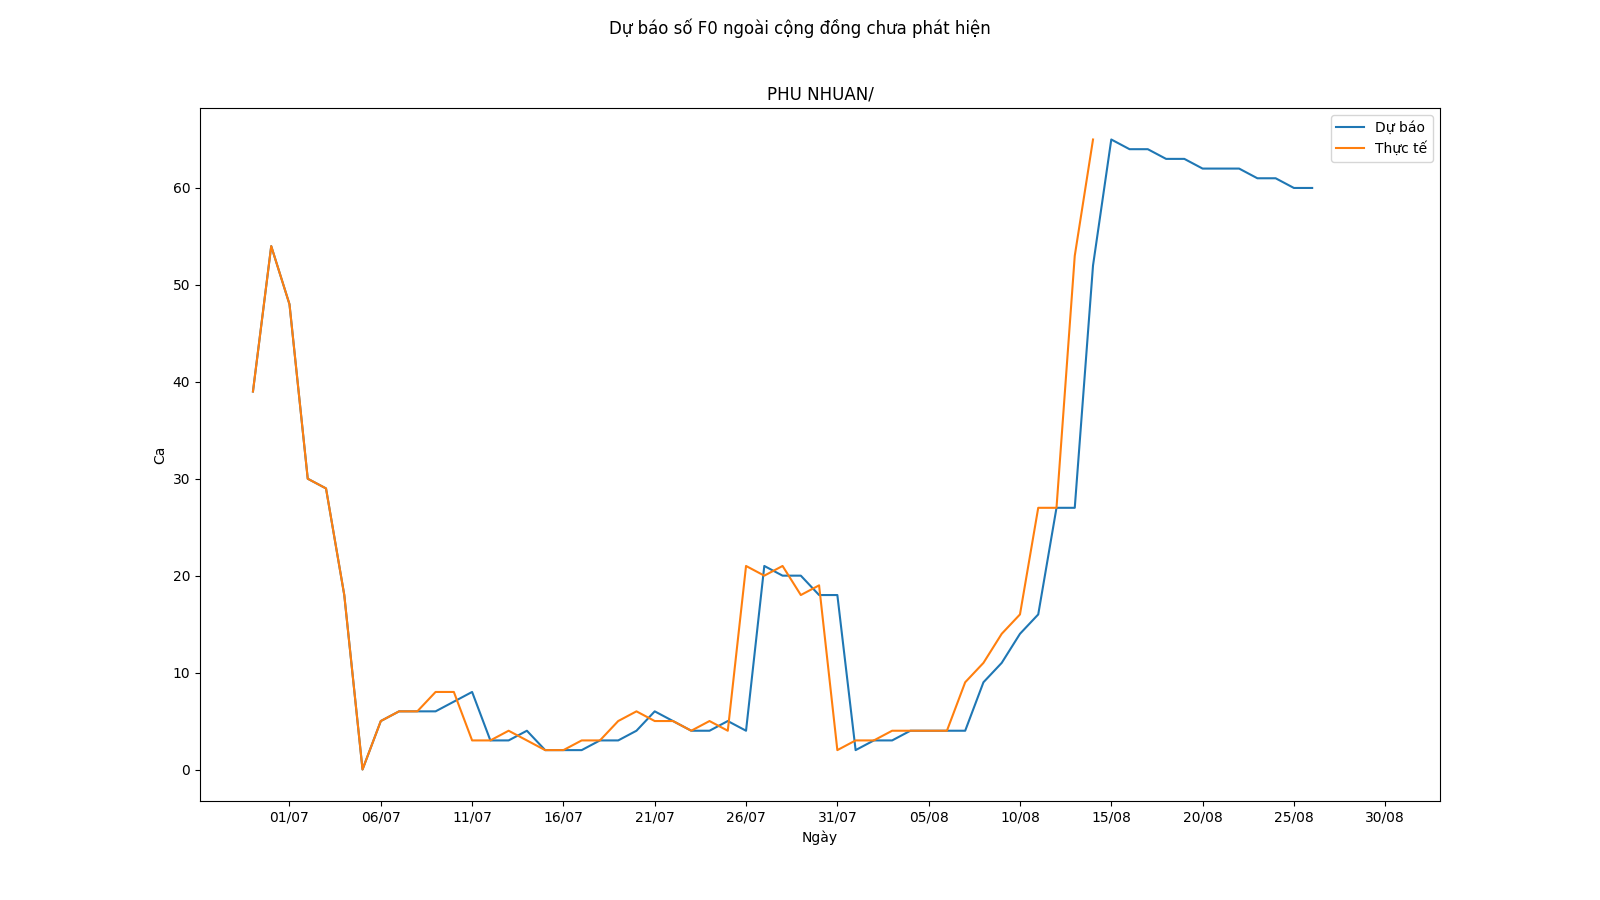 Dự báo số F0 ngoài cộng đồng chưa phát hiện
PHU NHUAN/
Dự báo
Thực tế
60
50
40
30
20
10
0
Ca
01/07 06/07 11/07 16/07 21/07 26/07 31/07 05/08 10/08 15/08 20/08 25/08 30/08
Ngày